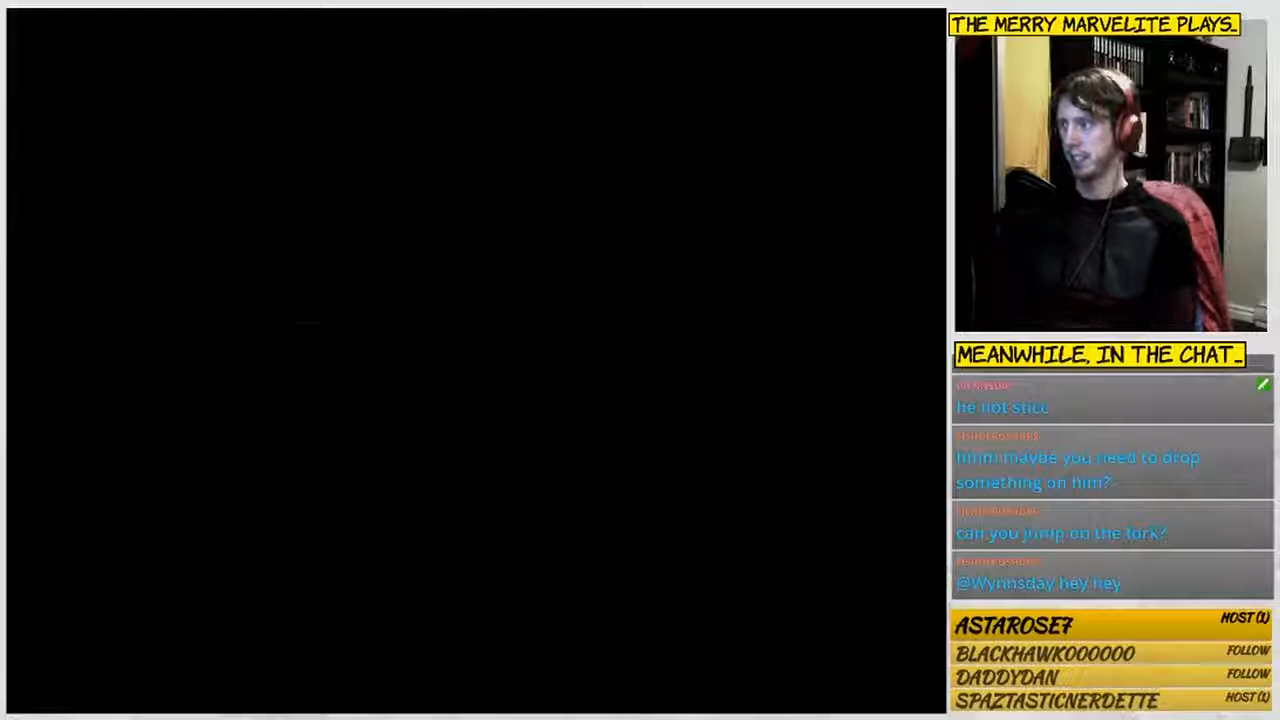 THE MERRY MARVELITE PLAYS_
MEANWHILE, IN THE CHAT_
he not sticc
hmm maybe you need to drop
something on him?
can you jump on the fork?
@Wynnsday hey hey
ASTAROSE7 HOST (1)
BLACKHAWK000000 FOLLOW
DADDYDAN FOLLOW
SPAZTASTICNERDETTE HOST (1)